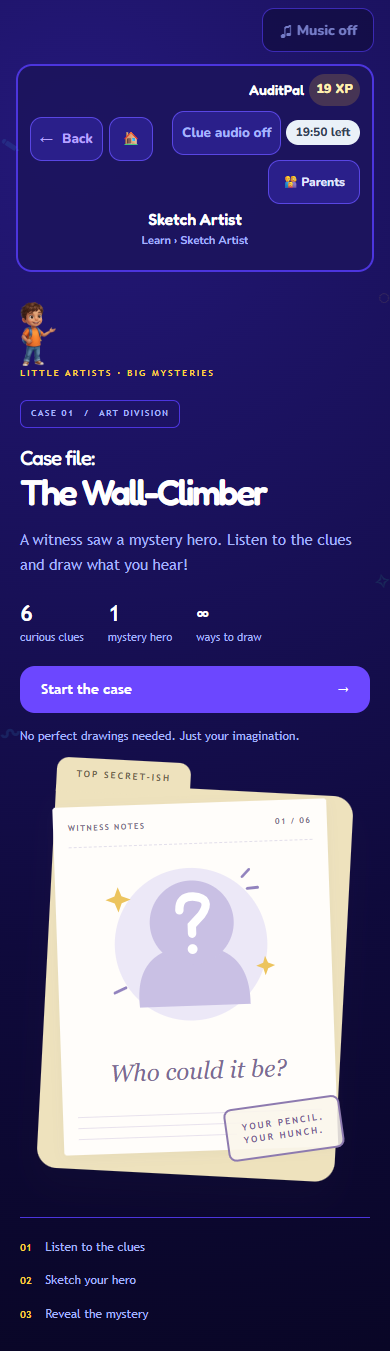 ♫ Music off
AuditPal 19 XP
← Back
Clue audio off
19:50 left
Parents
Sketch Artist
Learn › Sketch Artist
LITTLE ARTISTS · BIG MYSTERIES
CASE 01 / ART DIVISION
Case file:
The Wall-Climber
A witness saw a mystery hero. Listen to the clues
and draw what you hear!
6
curious clues
1
mystery hero
∞
ways to draw
Start the case →
No perfect drawings needed. Just your imagination.
TOP SECRET-ISH
WITNESS NOTES
01 / 06
?
Who could it be?
YOUR PENCIL.
YOUR HUNCH.
01 Listen to the clues
02 Sketch your hero
03 Reveal the mystery